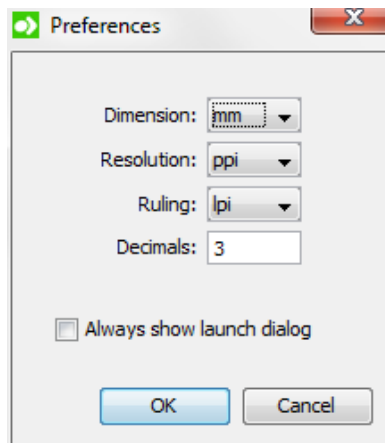 Preferences
Dimension: mm
Resolution: ppi
Ruling: lpi
Decimals: 3
Always show launch dialog
OK Cancel